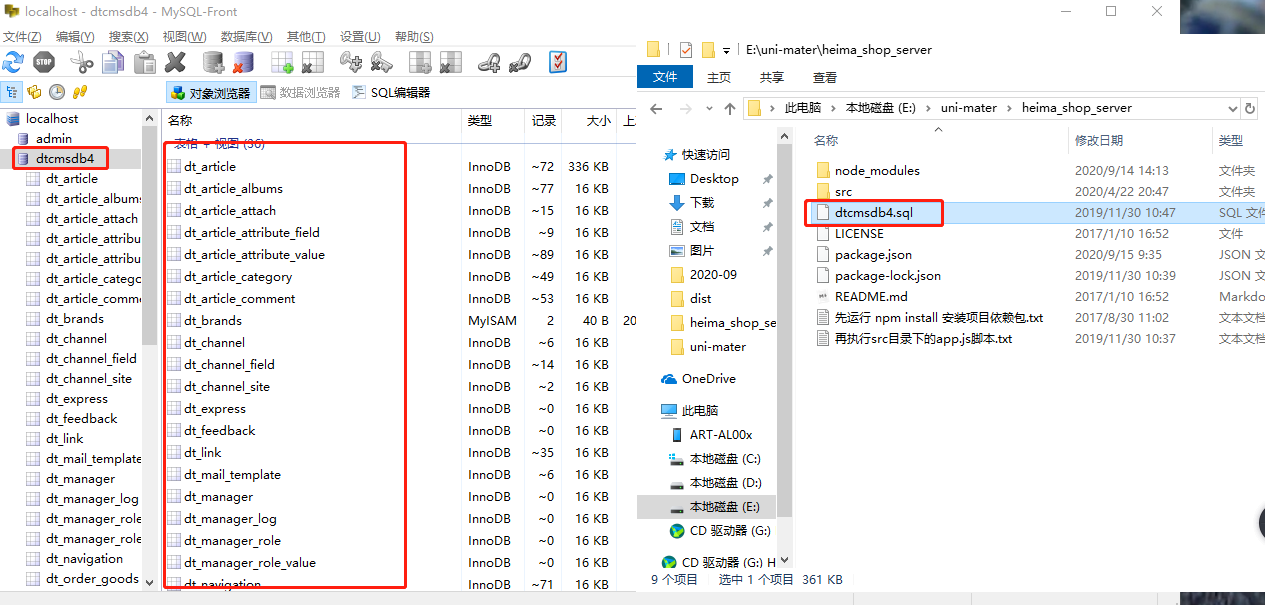 localhost - dtcmsdb4 - MySQL-Front
文件(Z) 编辑(Y) 搜索(X) 视图(W) 数据库(V) 其他(T) 设置(U) 帮助(S)
STOP
对象浏览器 数据浏览器 SQL编辑器
localhost
admin
dtcmsdb4
dt_article
dt_article_albums
dt_article_attach
dt_article_attribu
dt_article_attribu
dt_article_catego
dt_article_comme
dt_brands
dt_channel
dt_channel_field
dt_channel_site
dt_express
dt_feedback
dt_link
dt_mail_template
dt_manager
dt_manager_log
dt_manager_role
dt_manager_role
dt_navigation
dt_order_goods
名称 类型 记录 大小 上
表格 + 视图 (36)
dt_article InnoDB ~72 336 KB
dt_article_albums InnoDB ~77 16 KB
dt_article_attach InnoDB ~15 16 KB
dt_article_attribute_field InnoDB ~9 16 KB
dt_article_attribute_value InnoDB ~89 16 KB
dt_article_category InnoDB ~49 16 KB
dt_article_comment InnoDB ~53 16 KB
dt_brands MyISAM 2 40 B 20
dt_channel InnoDB ~6 16 KB
dt_channel_field InnoDB ~14 16 KB
dt_channel_site InnoDB ~2 16 KB
dt_express InnoDB ~0 16 KB
dt_feedback InnoDB ~0 16 KB
dt_link InnoDB ~35 16 KB
dt_mail_template InnoDB ~6 16 KB
dt_manager InnoDB ~0 16 KB
dt_manager_log InnoDB ~0 16 KB
dt_manager_role InnoDB ~0 16 KB
dt_manager_role_value InnoDB ~0 16 KB
dt_navigation InnoDB ~71 16 KB
E:\uni-mater\heima_shop_server
文件 主页 共享 查看
此电脑 › 本地磁盘 (E:) › uni-mater › heima_shop_server
快速访问
Desktop
下载
文档
图片
2020-09
dist
heima_shop_se
uni-mater
OneDrive
此电脑
ART-AL00x
本地磁盘 (C:)
本地磁盘 (D:)
本地磁盘 (E:)
CD 驱动器 (G:)
CD 驱动器 (G:) H
名称 修改日期 类型
node_modules 2020/9/14 14:13 文件夹
src 2020/4/22 20:47 文件夹
dtcmsdb4.sql 2019/11/30 10:47 SQL 文件
LICENSE 2017/1/10 16:52 文件
package.json 2020/9/15 9:35 JSON 文
package-lock.json 2019/11/30 10:39 JSON 文
README.md 2017/1/10 16:52 Markdo
先运行 npm install 安装项目依赖包.txt 2017/8/30 11:02 文本文档
再执行src目录下的app.js脚本.txt 2019/11/30 10:37 文本文档
9 个项目 选中 1 个项目 361 KB